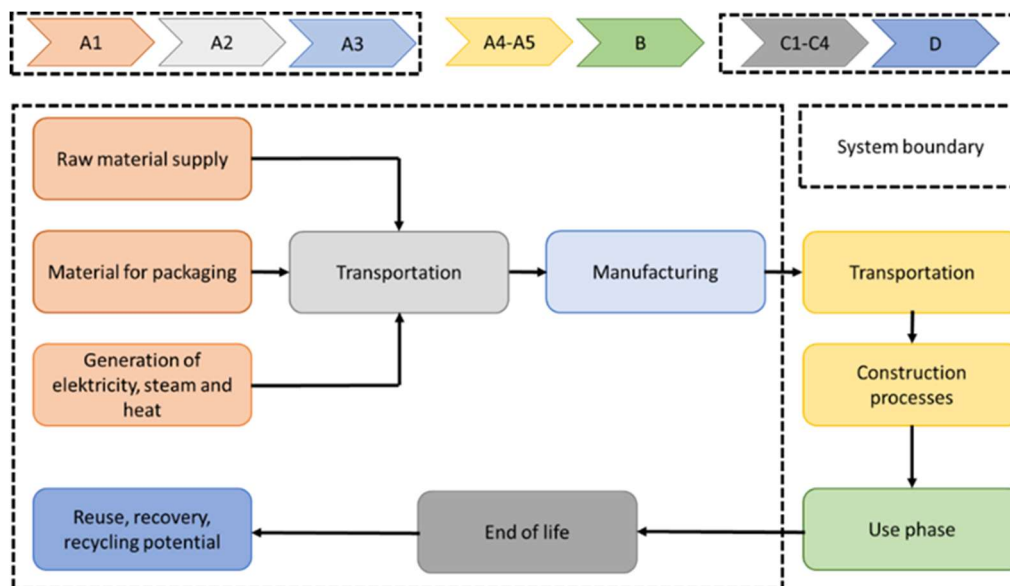 A1
A2
A3
A4-A5
B
C1-C4
D
Raw material supply
System boundary
Material for packaging
Transportation
Manufacturing
Transportation
Generation of
elektricity, steam and
heat
Construction
processes
Reuse, recovery,
recycling potential
End of life
Use phase